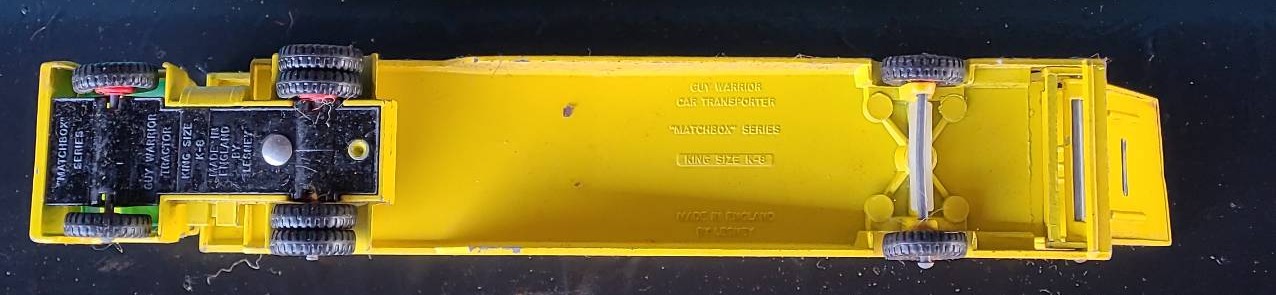 "MATCHBOX"
SERIES
GUY WARRIOR
TRACTOR
KING SIZE
K-8
MADE IN
ENGLAND
BY
LESNEY
GUY WARRIOR
CAR TRANSPORTER
"MATCHBOX" SERIES
KING SIZE K-8
MADE IN ENGLAND
BY LESNEY